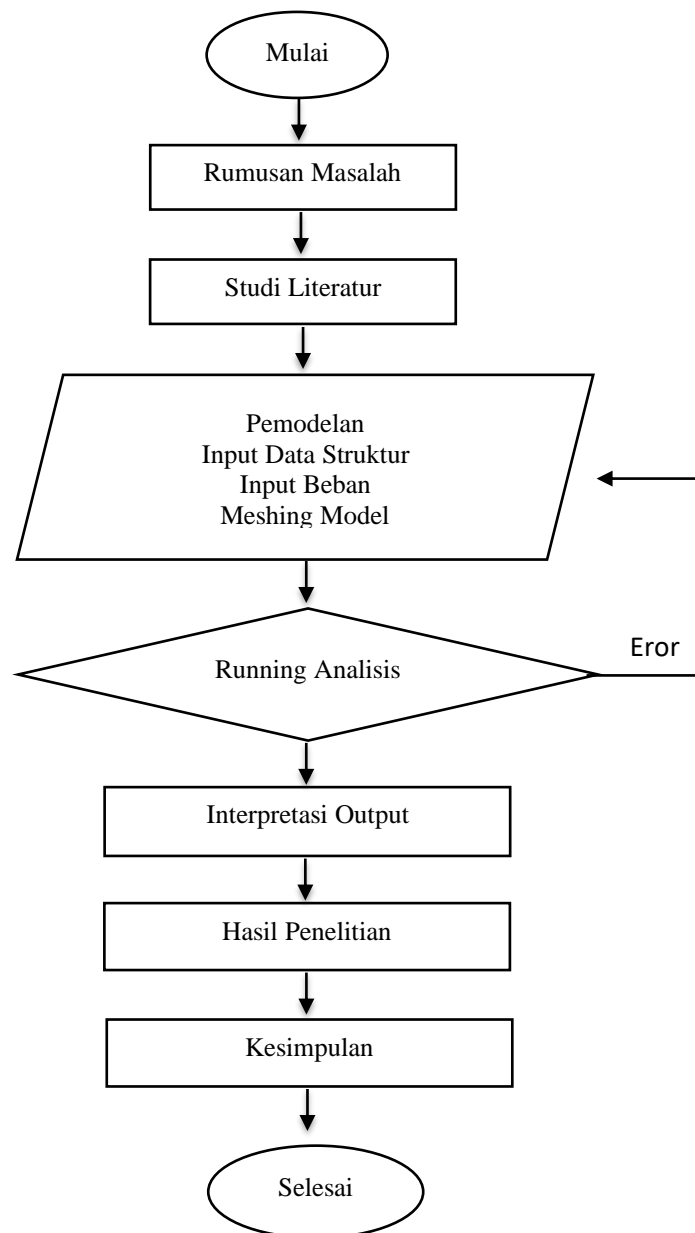 Mulai
Rumusan Masalah
Studi Literatur
Pemodelan
Input Data Struktur
Input Beban
Meshing Model
Running Analisis
Eror
Interpretasi Output
Hasil Penelitian
Kesimpulan
Selesai